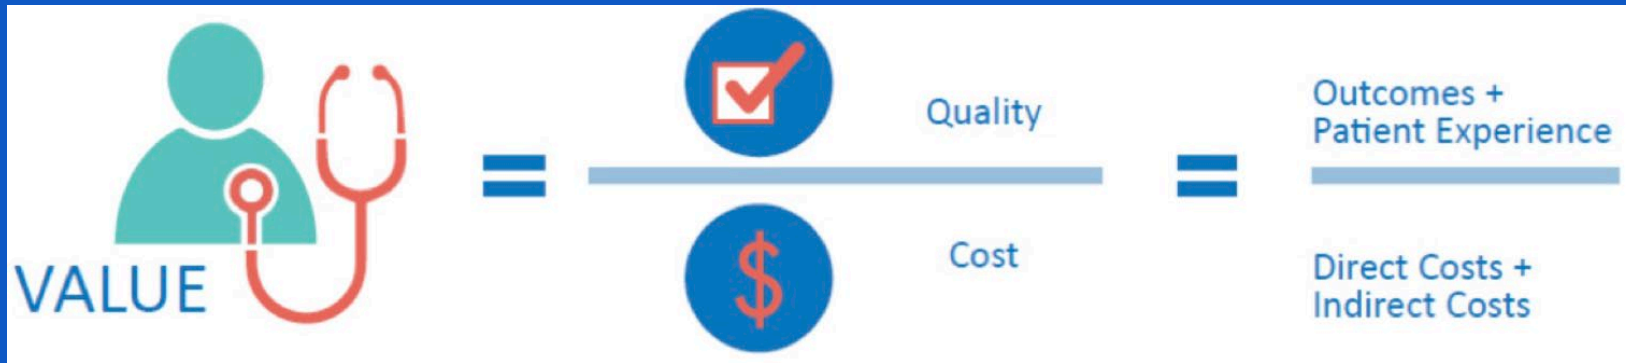 VALUE
=
Quality
$
Cost
=
Outcomes +
Patient Experience
Direct Costs +
Indirect Costs